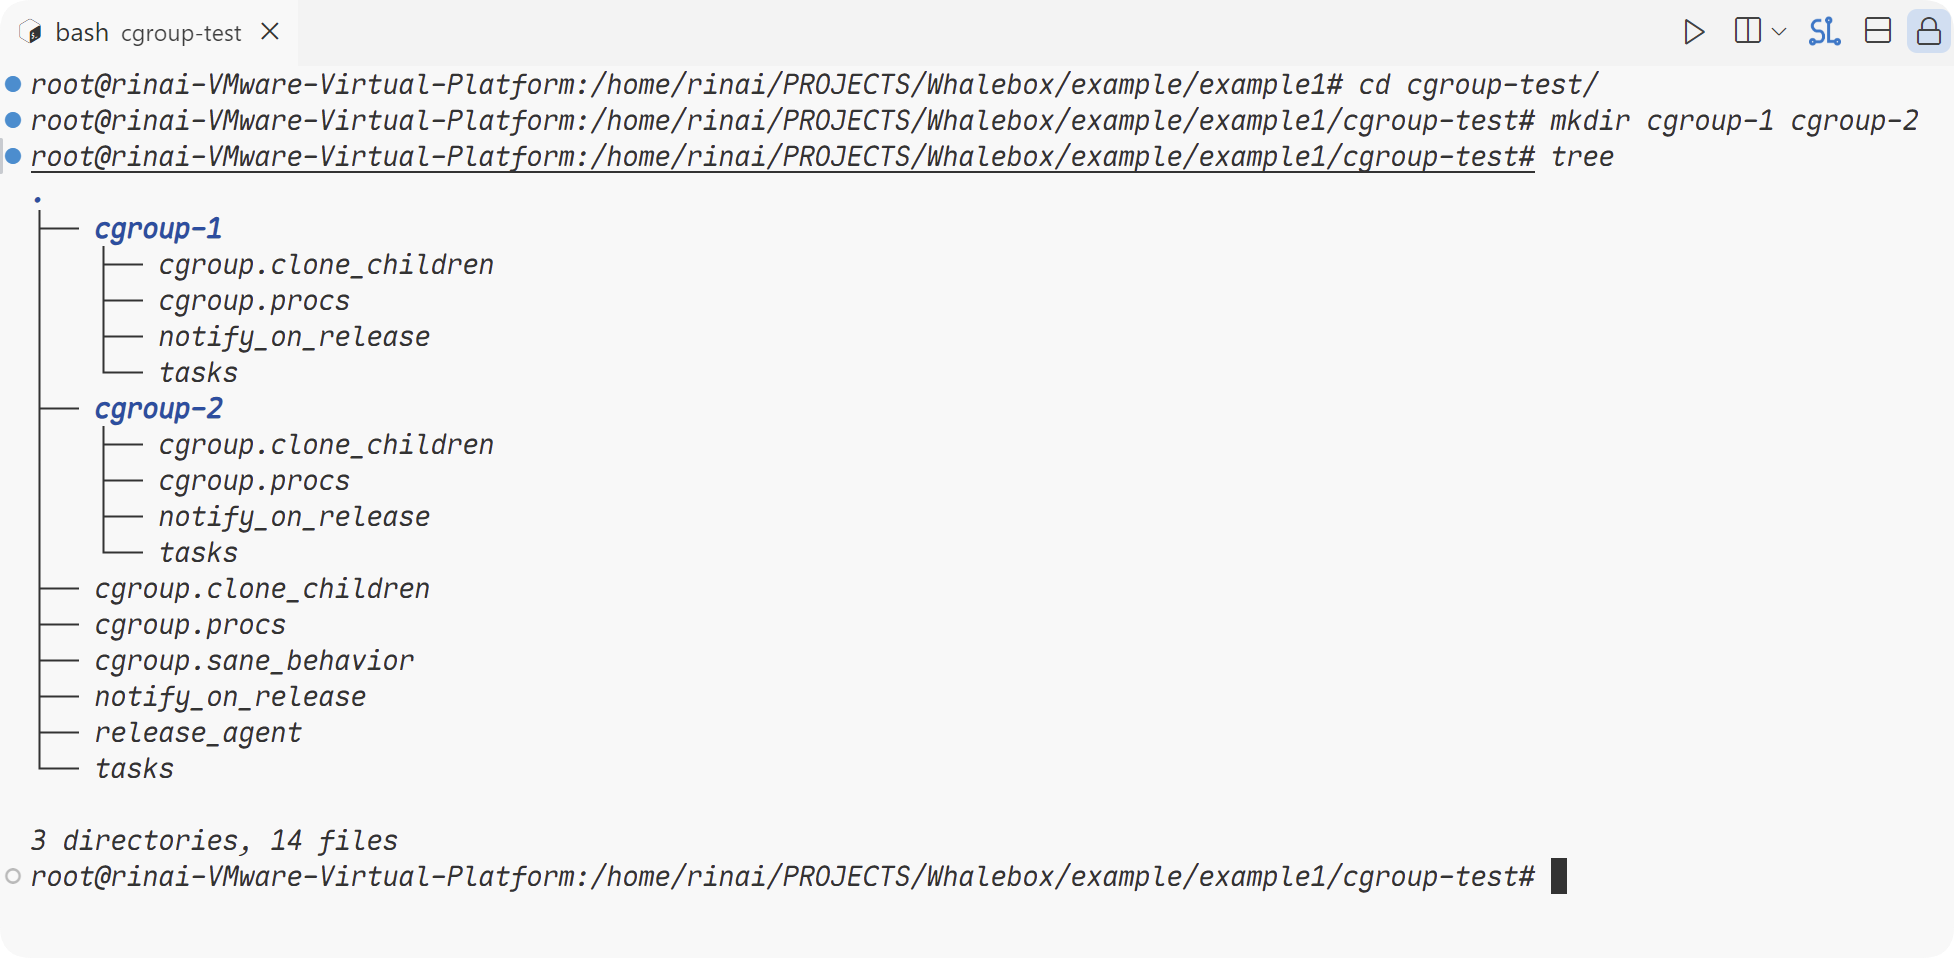 bash cgroup-test
root@rinai-VMware-Virtual-Platform:/home/rinai/PROJECTS/Whalebox/example/example1# cd cgroup-test/
root@rinai-VMware-Virtual-Platform:/home/rinai/PROJECTS/Whalebox/example/example1/cgroup-test# mkdir cgroup-1 cgroup-2
root@rinai-VMware-Virtual-Platform:/home/rinai/PROJECTS/Whalebox/example/example1/cgroup-test# tree
.
├── cgroup-1
│   ├── cgroup.clone_children
│   ├── cgroup.procs
│   ├── notify_on_release
│   └── tasks
├── cgroup-2
│   ├── cgroup.clone_children
│   ├── cgroup.procs
│   ├── notify_on_release
│   └── tasks
├── cgroup.clone_children
├── cgroup.procs
├── cgroup.sane_behavior
├── notify_on_release
├── release_agent
└── tasks
3 directories, 14 files
root@rinai-VMware-Virtual-Platform:/home/rinai/PROJECTS/Whalebox/example/example1/cgroup-test#